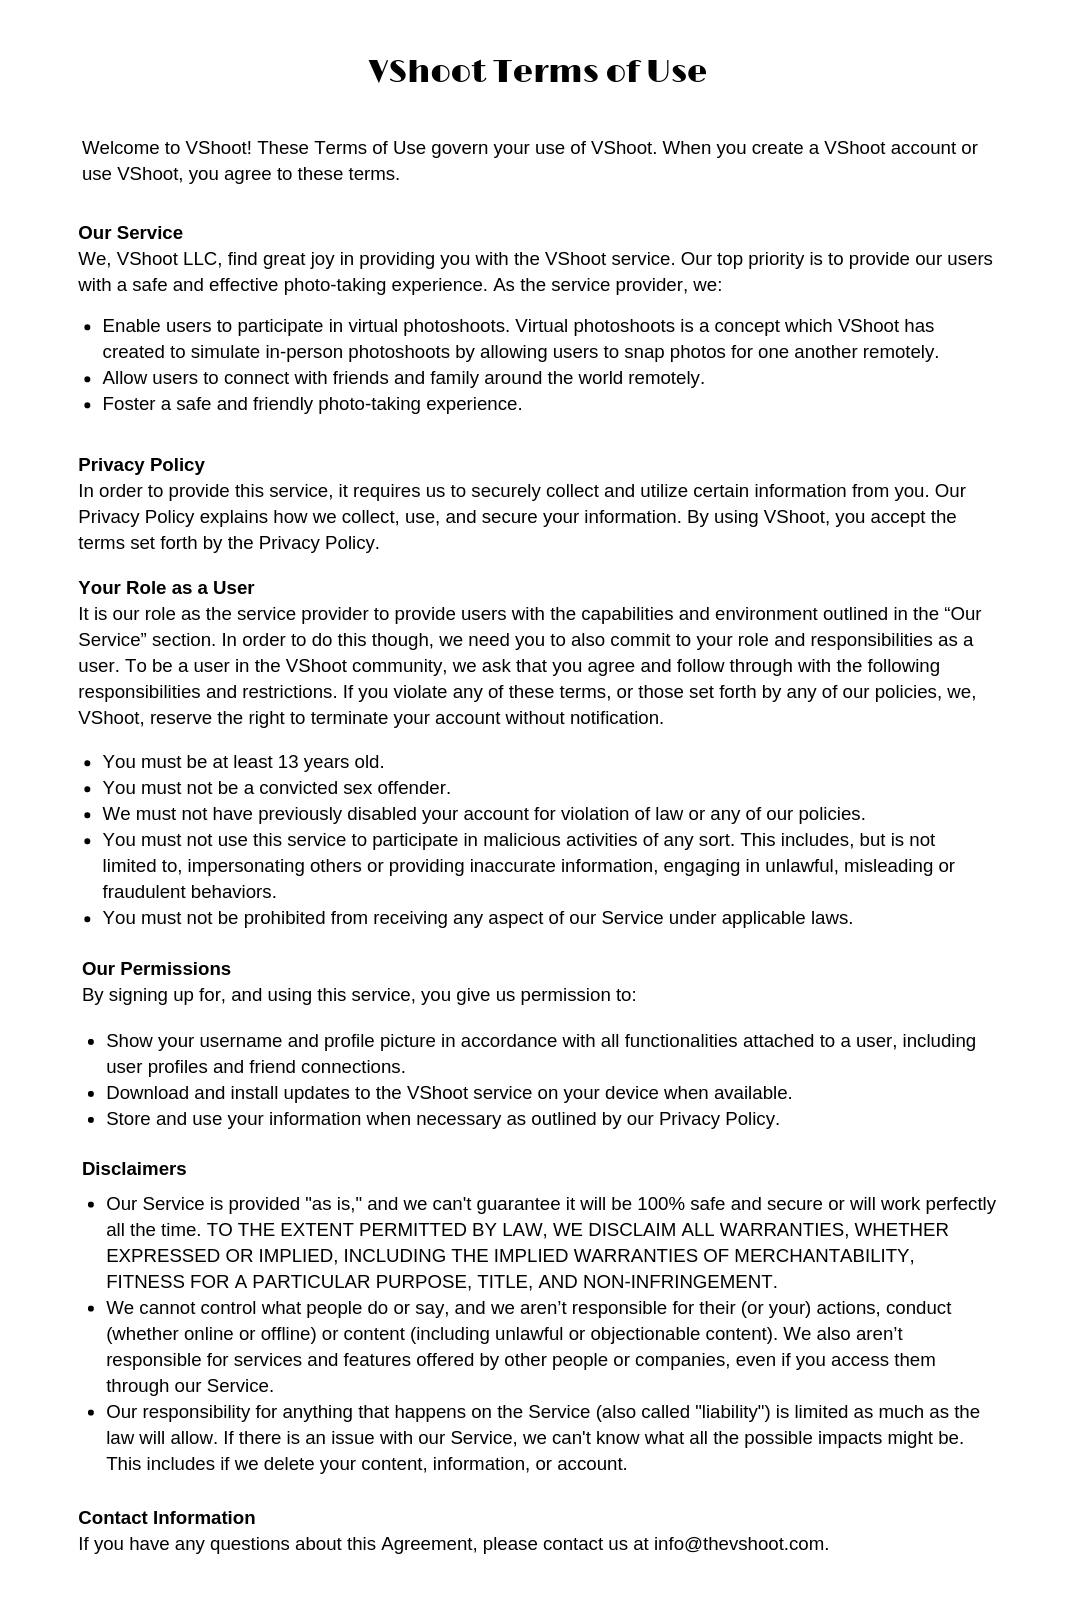 VShoot Terms of Use
Welcome to VShoot! These Terms of Use govern your use of VShoot. When you create a VShoot account or
use VShoot, you agree to these terms.
Our Service
We, VShoot LLC, find great joy in providing you with the VShoot service. Our top priority is to provide our users
with a safe and effective photo-taking experience. As the service provider, we:
• Enable users to participate in virtual photoshoots. Virtual photoshoots is a concept which VShoot has
created to simulate in-person photoshoots by allowing users to snap photos for one another remotely.
• Allow users to connect with friends and family around the world remotely.
• Foster a safe and friendly photo-taking experience.
Privacy Policy
In order to provide this service, it requires us to securely collect and utilize certain information from you. Our
Privacy Policy explains how we collect, use, and secure your information. By using VShoot, you accept the
terms set forth by the Privacy Policy.
Your Role as a User
It is our role as the service provider to provide users with the capabilities and environment outlined in the “Our
Service” section. In order to do this though, we need you to also commit to your role and responsibilities as a
user. To be a user in the VShoot community, we ask that you agree and follow through with the following
responsibilities and restrictions. If you violate any of these terms, or those set forth by any of our policies, we,
VShoot, reserve the right to terminate your account without notification.
• You must be at least 13 years old.
• You must not be a convicted sex offender.
• We must not have previously disabled your account for violation of law or any of our policies.
• You must not use this service to participate in malicious activities of any sort. This includes, but is not
limited to, impersonating others or providing inaccurate information, engaging in unlawful, misleading or
fraudulent behaviors.
• You must not be prohibited from receiving any aspect of our Service under applicable laws.
Our Permissions
By signing up for, and using this service, you give us permission to:
• Show your username and profile picture in accordance with all functionalities attached to a user, including
user profiles and friend connections.
• Download and install updates to the VShoot service on your device when available.
• Store and use your information when necessary as outlined by our Privacy Policy.
Disclaimers
• Our Service is provided "as is," and we can't guarantee it will be 100% safe and secure or will work perfectly
all the time. TO THE EXTENT PERMITTED BY LAW, WE DISCLAIM ALL WARRANTIES, WHETHER
EXPRESSED OR IMPLIED, INCLUDING THE IMPLIED WARRANTIES OF MERCHANTABILITY,
FITNESS FOR A PARTICULAR PURPOSE, TITLE, AND NON-INFRINGEMENT.
• We cannot control what people do or say, and we aren’t responsible for their (or your) actions, conduct
(whether online or offline) or content (including unlawful or objectionable content). We also aren’t
responsible for services and features offered by other people or companies, even if you access them
through our Service.
• Our responsibility for anything that happens on the Service (also called "liability") is limited as much as the
law will allow. If there is an issue with our Service, we can't know what all the possible impacts might be.
This includes if we delete your content, information, or account.
Contact Information
If you have any questions about this Agreement, please contact us at info@thevshoot.com.